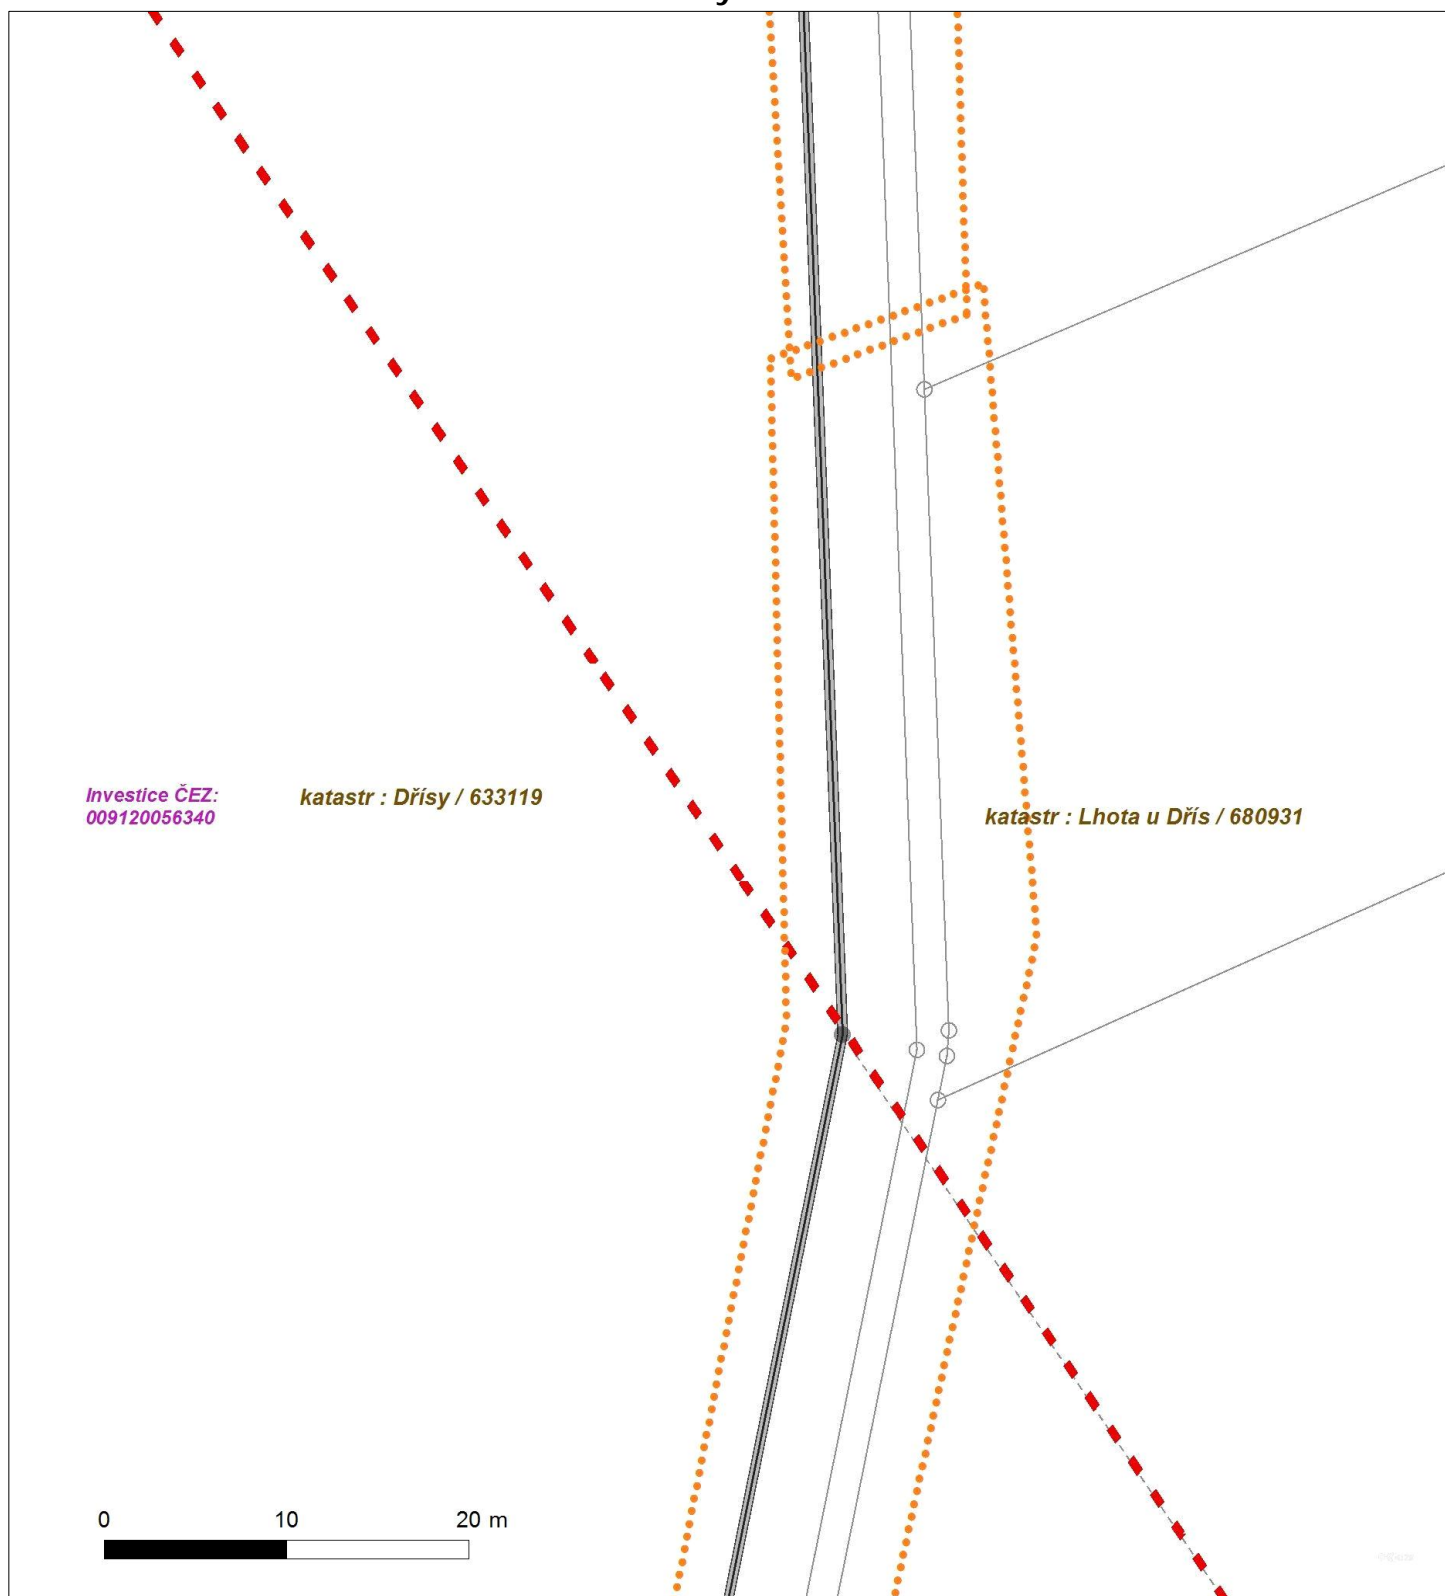 Investice ČEZ:
009120056340
katastr : Dřísy / 633119
katastr : Lhota u Dřís / 680931
0 10 20 m